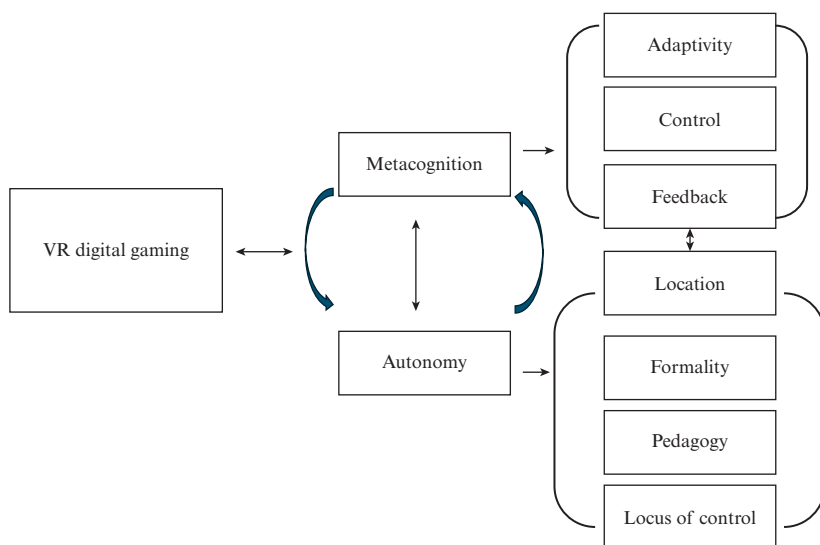 Adaptivity
Control
Metacognition
Feedback
VR digital gaming
Location
Autonomy
Formality
Pedagogy
Locus of control